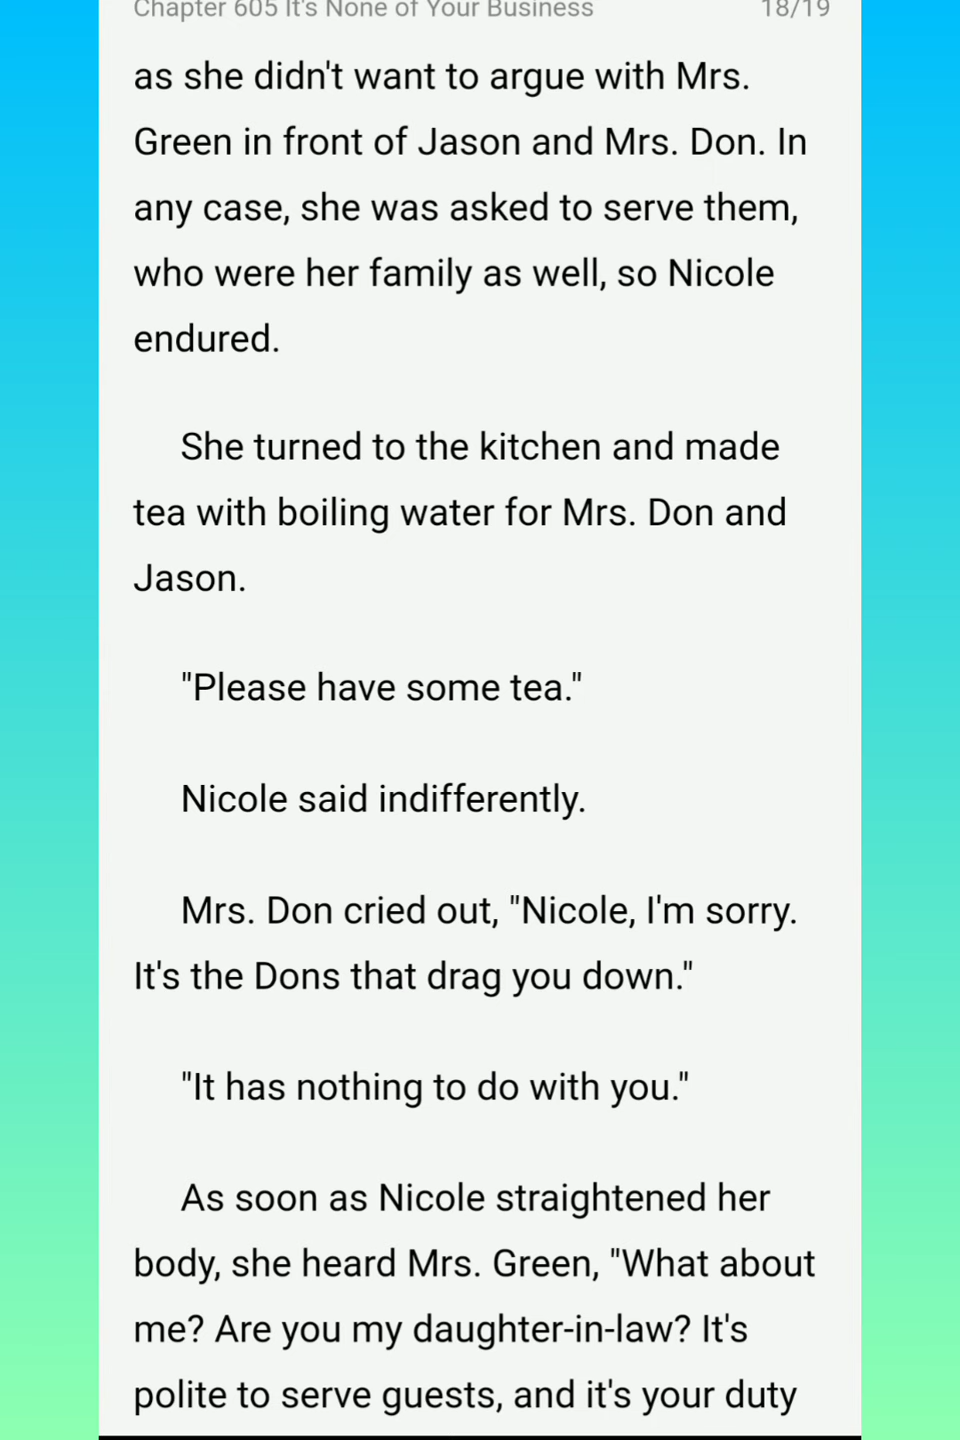 Chapter 605 It's None of Your Business 18/19
as she didn't want to argue with Mrs.
Green in front of Jason and Mrs. Don. In
any case, she was asked to serve them,
who were her family as well, so Nicole
endured.
She turned to the kitchen and made
tea with boiling water for Mrs. Don and
Jason.
"Please have some tea."
Nicole said indifferently.
Mrs. Don cried out, "Nicole, I'm sorry.
It's the Dons that drag you down."
"It has nothing to do with you."
As soon as Nicole straightened her
body, she heard Mrs. Green, "What about
me? Are you my daughter-in-law? It's
polite to serve guests, and it's your duty